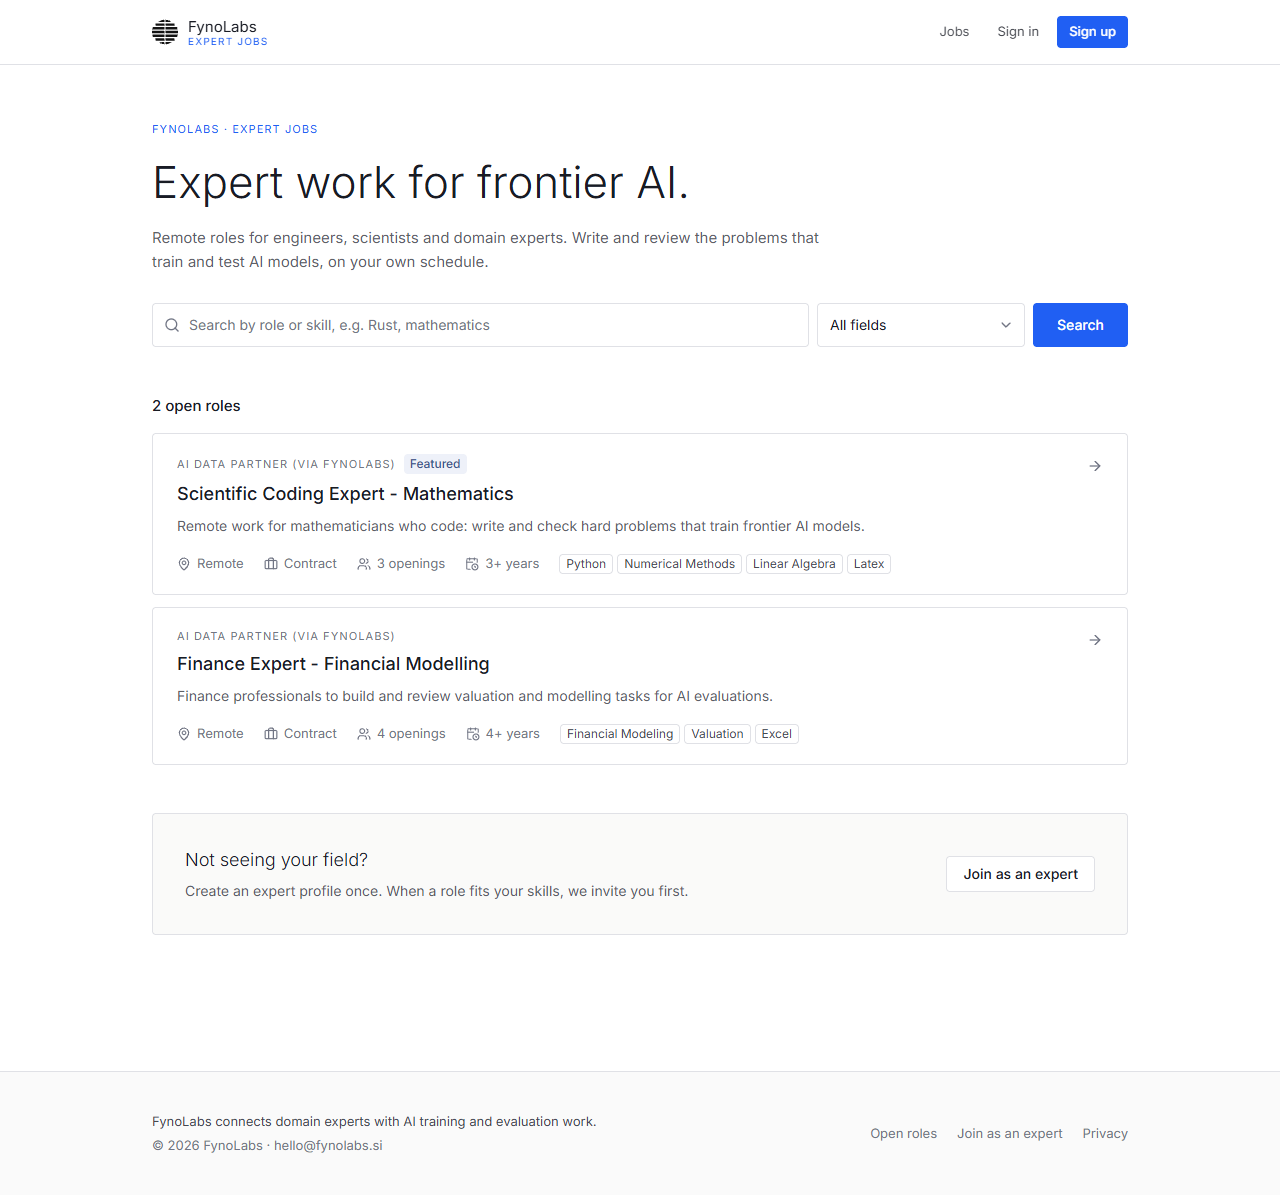 FynoLabs
EXPERT JOBS
Jobs
Sign in
Sign up
FYNOLABS · EXPERT JOBS
Expert work for frontier AI.
Remote roles for engineers, scientists and domain experts. Write and review the problems that
train and test AI models, on your own schedule.
Search by role or skill, e.g. Rust, mathematics
All fields
Search
2 open roles
AI DATA PARTNER (VIA FYNOLABS)
Featured
Scientific Coding Expert - Mathematics
Remote work for mathematicians who code: write and check hard problems that train frontier AI models.
Remote
Contract
3 openings
3+ years
Python
Numerical Methods
Linear Algebra
Latex
AI DATA PARTNER (VIA FYNOLABS)
Finance Expert - Financial Modelling
Finance professionals to build and review valuation and modelling tasks for AI evaluations.
Remote
Contract
4 openings
4+ years
Financial Modeling
Valuation
Excel
Not seeing your field?
Create an expert profile once. When a role fits your skills, we invite you first.
Join as an expert
FynoLabs connects domain experts with AI training and evaluation work.
© 2026 FynoLabs · hello@fynolabs.si
Open roles
Join as an expert
Privacy